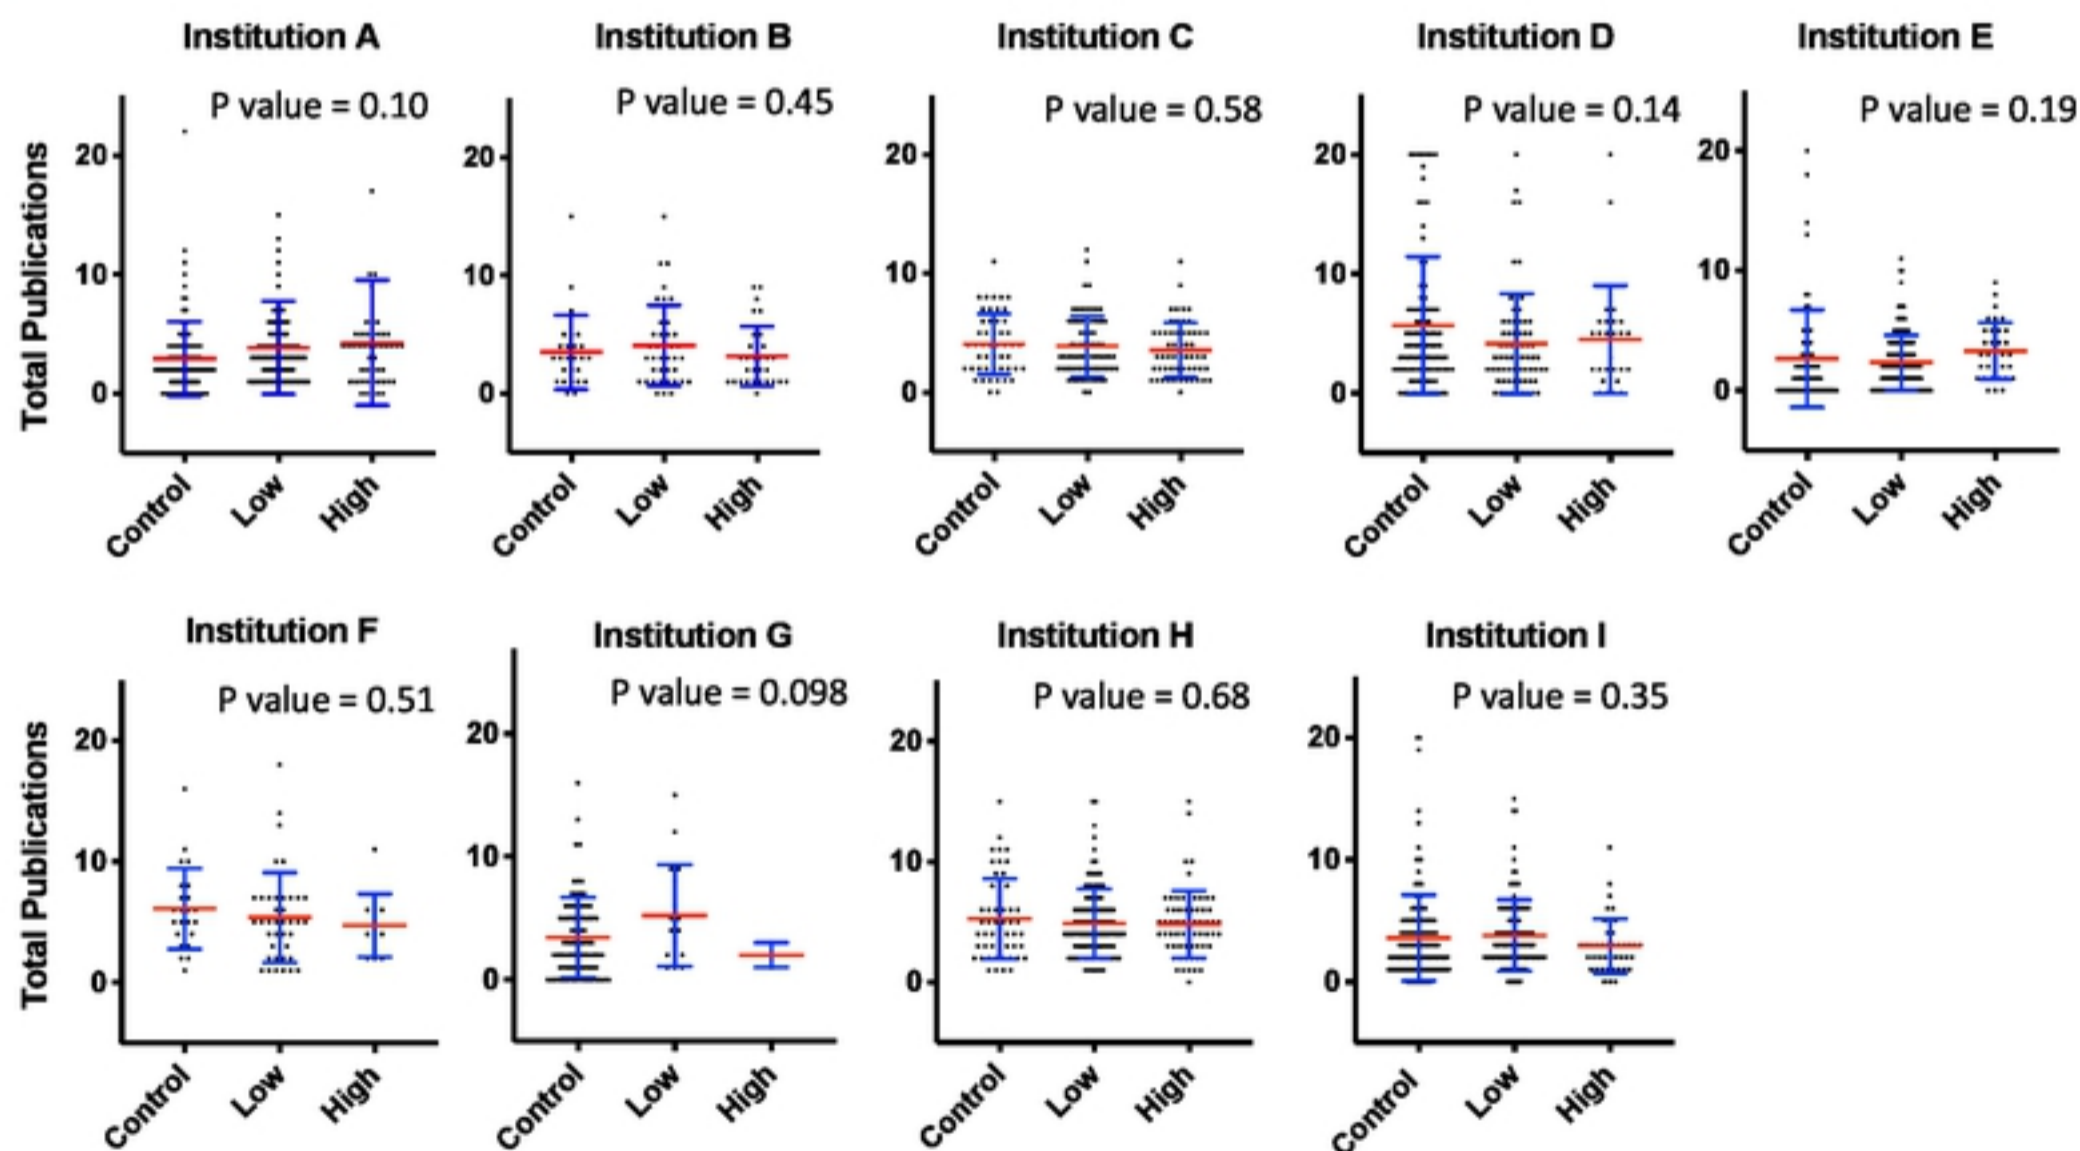 Institution A
P value = 0.10
Total Publications
20
10
0
Control
Low
High
Institution B
P value = 0.45
20
10
0
Control
Low
High
Institution C
P value = 0.58
20
10
0
Control
Low
High
Institution D
P value = 0.14
20
10
0
Control
Low
High
Institution E
P value = 0.19
20
10
0
Control
Low
High
Institution F
P value = 0.51
Total Publications
20
10
0
Control
Low
High
Institution G
P value = 0.098
20
10
0
Control
Low
High
Institution H
P value = 0.68
20
10
0
Control
Low
High
Institution I
P value = 0.35
20
10
0
Control
Low
High